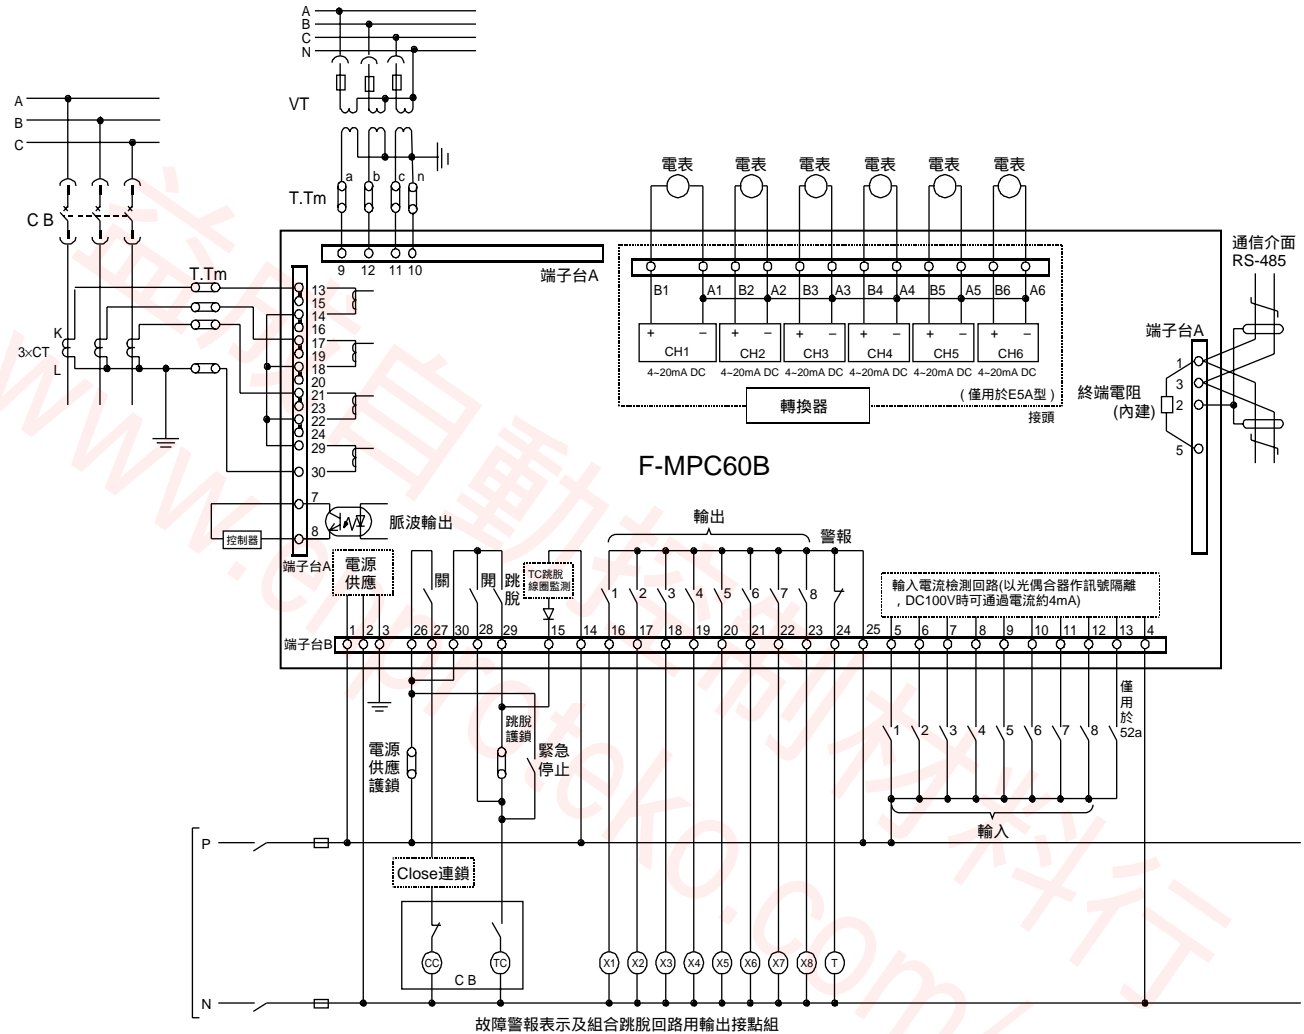 A
B
C
N
VT
A
B
C
a b c n
T.Tm
C B
電表 電表 電表 電表 電表 電表
通信介面
RS-485
9 12 11 10
端子台A
T.Tm
13
15
14
16
17
19
18
20
21
23
22
24
29
30
K
3×CT
L
B1 A1 B2 A2 B3 A3 B4 A4 B5 A5 B6 A6
+ − + − + − + − + − + −
CH1 CH2 CH3 CH4 CH5 CH6
4~20mA DC 4~20mA DC 4~20mA DC 4~20mA DC 4~20mA DC 4~20mA DC
轉換器
(僅用於E5A型)
接頭
端子台A
1
3
2
5
終端電阻
(內建)
F-MPC60B
7
8
控制器
脈波輸出
端子台A
電源
供應
關
開
跳
脫
TC跳脫
線圈監測
輸出
警報
1 2 3 4 5 6 7 8
輸入電流檢測回路(以光偶合器作訊號隔離
, DC100V時可通過電流約4mA)
端子台B
1 2 3 26 27 30 28 29 15 14 16 17 18 19 20 21 22 23 24 25 5 6 7 8 9 10 11 12 13 4
電源
供應
護鎖
跳脫
護鎖
緊急
停止
1 2 3 4 5 6 7 8
僅
用
於
52a
輸入
P
Close連鎖
CC TC
C B
X1 X2 X3 X4 X5 X6 X7 X8 T
N
故障警報表示及組合跳脫回路用輸出接點組
益成自動控制材料行
www.enproteko.com/